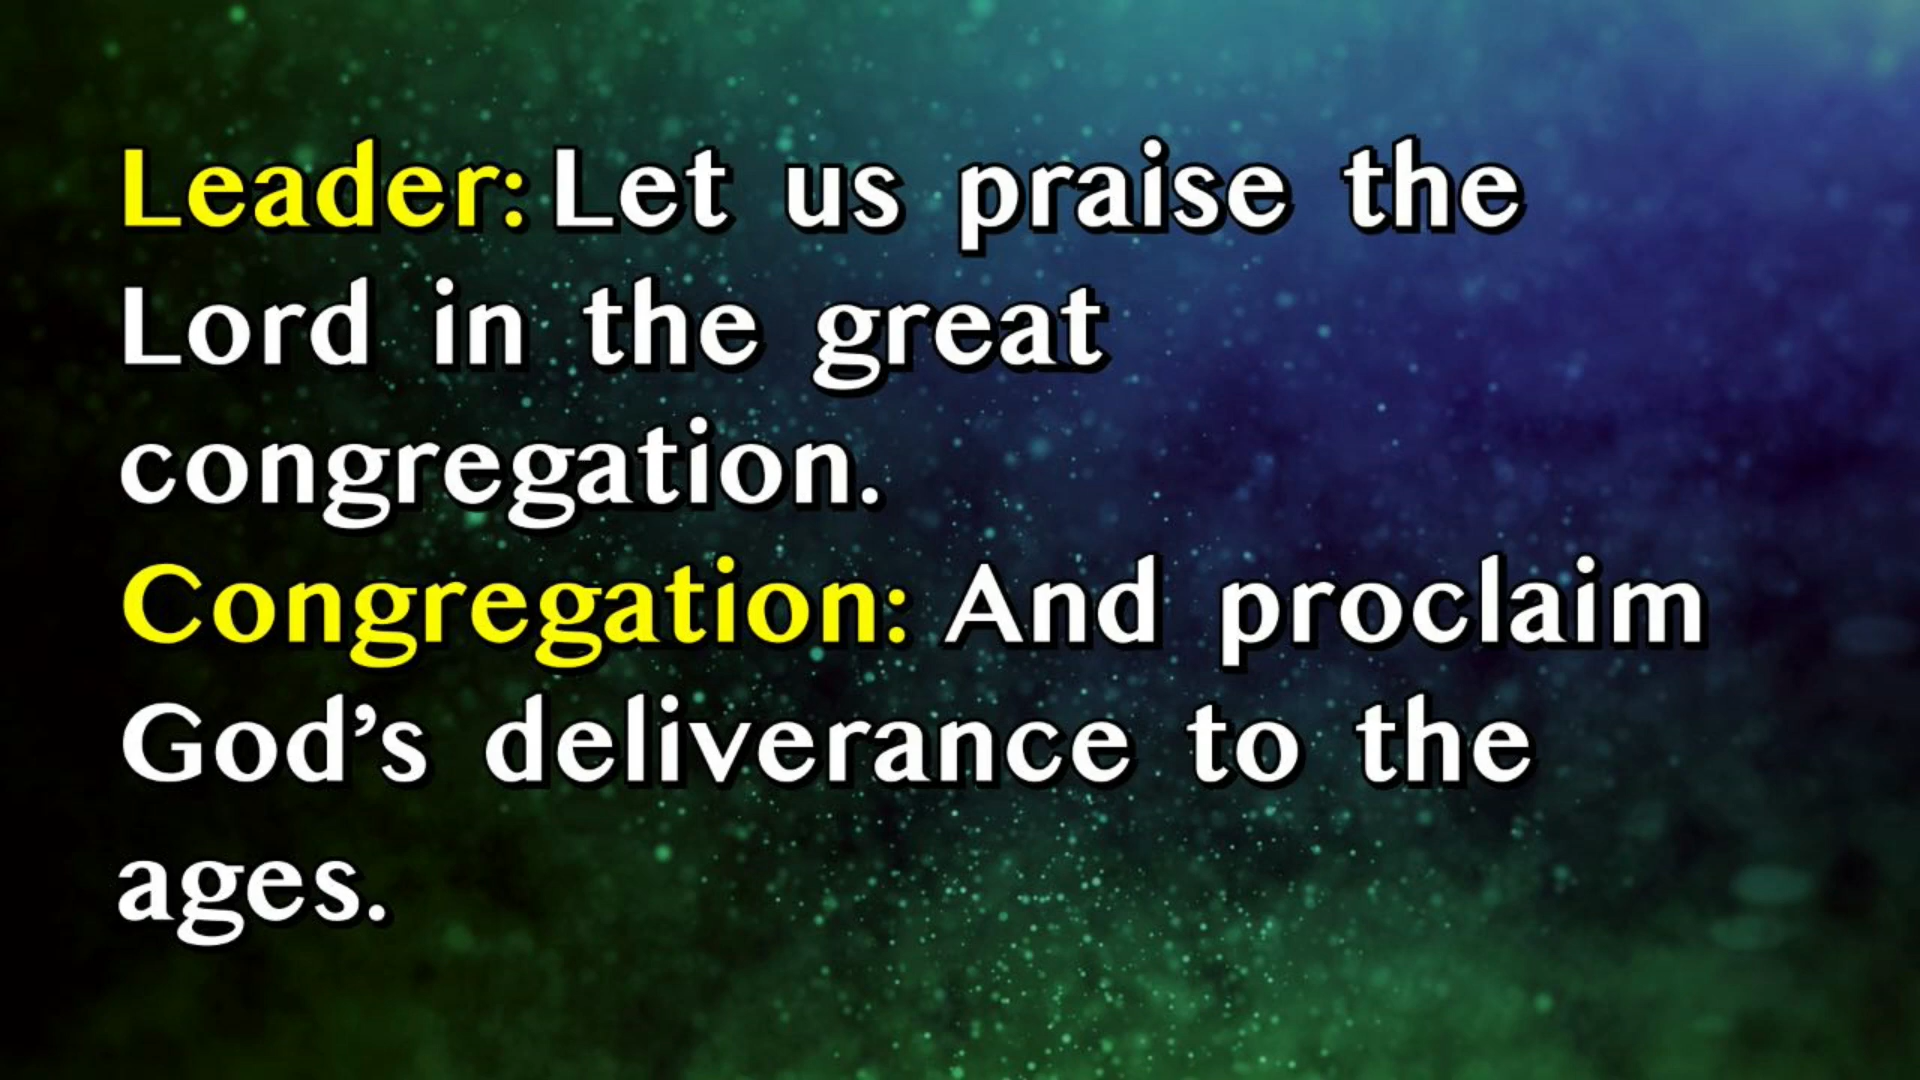 Leader: Let us praise the
Lord in the great
congregation.
Congregation: And proclaim
God’s deliverance to the
ages.